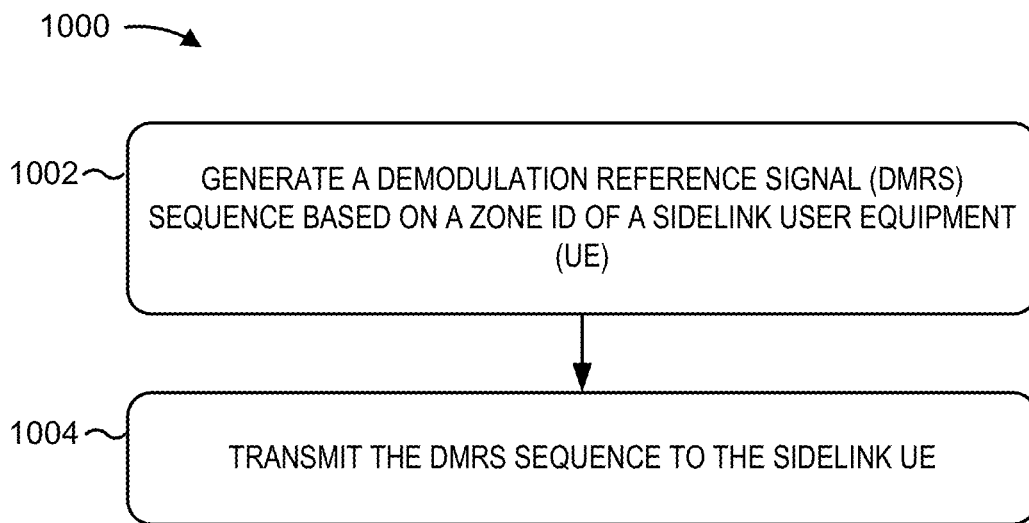 1000
1002
GENERATE A DEMODULATION REFERENCE SIGNAL (DMRS)
SEQUENCE BASED ON A ZONE ID OF A SIDELINK USER EQUIPMENT
(UE)
1004
TRANSMIT THE DMRS SEQUENCE TO THE SIDELINK UE